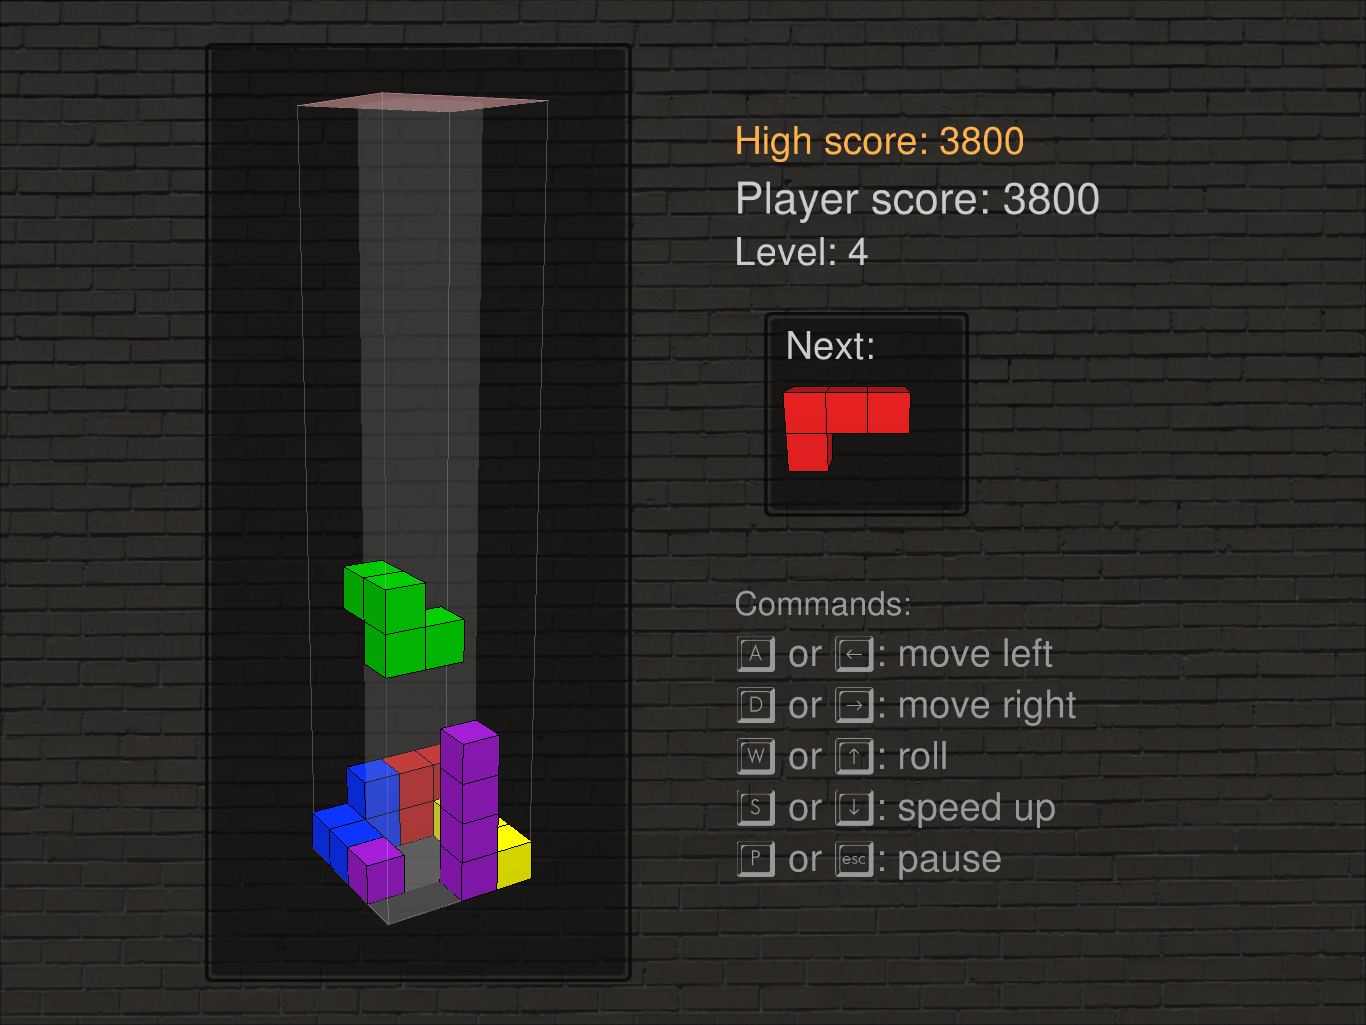 High score: 3800
Player score: 3800
Level: 4
Next:
Commands:
A or ←: move left
D or →: move right
W or ↑: roll
S or ↓: speed up
P or esc: pause